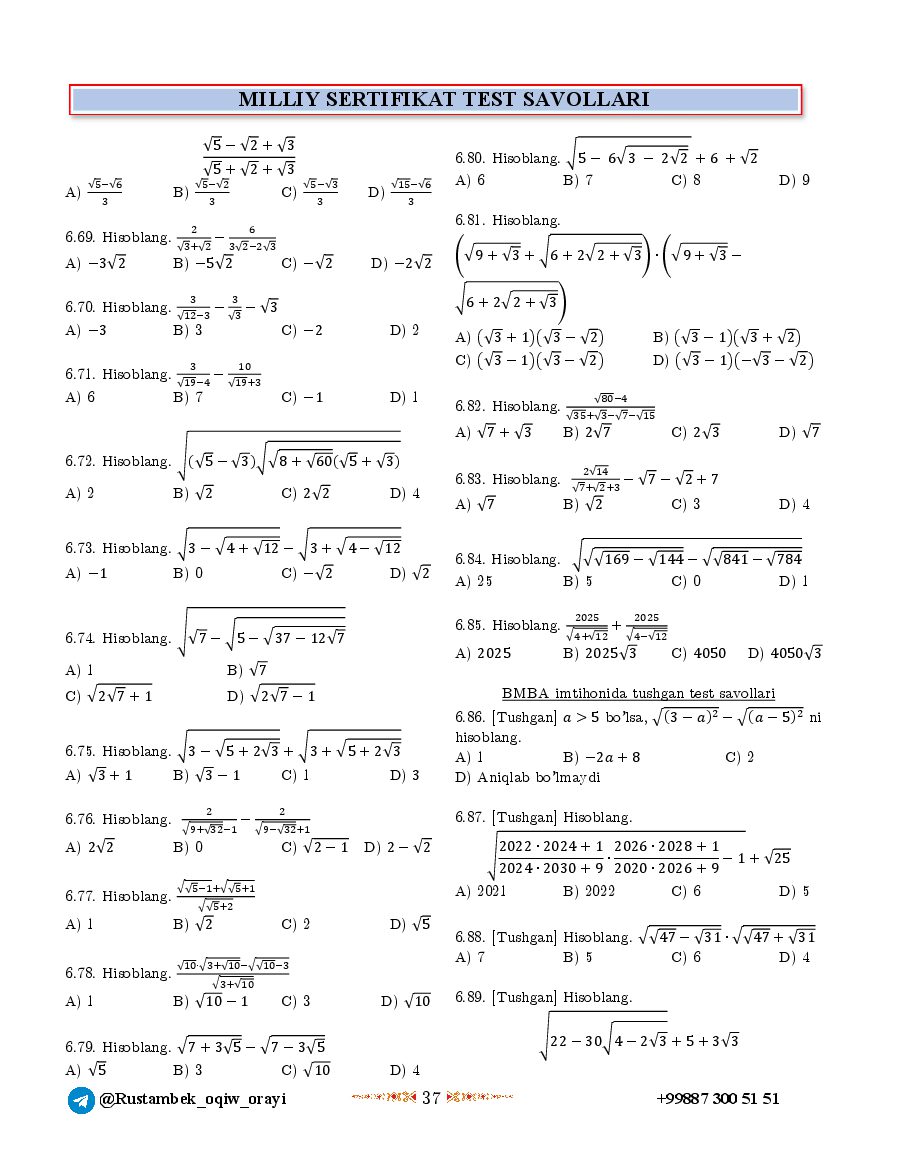 MILLIY SERTIFIKAT TEST SAVOLLARI
(√5 − √2 + √3)/(√5 + √2 + √3)
A) (√5−√6)/3 B) (√5−√2)/3 C) (√5−√3)/3 D) (√15−√6)/3
6.69. Hisoblang. 2/(√3+√2) − 6/(3√2−2√3)
A) −3√2 B) −5√2 C) −√2 D) −2√2
6.70. Hisoblang. 3/(√12−3) − 3/√3 − √3
A) −3 B) 3 C) −2 D) 2
6.71. Hisoblang. 3/(√19−4) − 10/(√19+3)
A) 6 B) 7 C) −1 D) 1
6.72. Hisoblang. √((√5 − √3)√(√(8 + √60)(√5 + √3)))
A) 2 B) √2 C) 2√2 D) 4
6.73. Hisoblang. √(3 − √(4 + √12)) − √(3 + √(4 − √12))
A) −1 B) 0 C) −√2 D) √2
6.74. Hisoblang. √(√7 − √(5 − √(37 − 12√7)))
A) 1 B) √7
C) √(2√7 + 1) D) √(2√7 − 1)
6.75. Hisoblang. √(3 − √(5 + 2√3)) + √(3 + √(5 + 2√3))
A) √3 + 1 B) √3 − 1 C) 1 D) 3
6.76. Hisoblang. 2/(√(9+√32)−1) − 2/(√(9−√32)+1)
A) 2√2 B) 0 C) √(2 − 1) D) 2 − √2
6.77. Hisoblang. (√(√5−1)+√(√5+1))/√(√5+2)
A) 1 B) √2 C) 2 D) √5
6.78. Hisoblang. (√10·√(3+√10)−√(√10−3))/√(3+√10)
A) 1 B) √10 − 1 C) 3 D) √10
6.79. Hisoblang. √(7 + 3√5) − √(7 − 3√5)
A) √5 B) 3 C) √10 D) 4
6.80. Hisoblang. √(5 − 6√(3 − 2√2)) + 6 + √2
A) 6 B) 7 C) 8 D) 9
6.81. Hisoblang.
(√(9 + √3) + √(6 + 2√(2 + √3))) · (√(9 + √3) −
√(6 + 2√(2 + √3)))
A) (√3 + 1)(√3 − √2) B) (√3 − 1)(√3 + √2)
C) (√3 − 1)(√3 − √2) D) (√3 − 1)(−√3 − √2)
6.82. Hisoblang. (√80−4)/(√35+√3−√7−√15)
A) √7 + √3 B) 2√7 C) 2√3 D) √7
6.83. Hisoblang. 2√14/(√7+√2+3) − √7 − √2 + 7
A) √7 B) √2 C) 3 D) 4
6.84. Hisoblang. √(√(√169 − √144) − √(√841 − √784))
A) 25 B) 5 C) 0 D) 1
6.85. Hisoblang. 2025/√(4+√12) + 2025/√(4−√12)
A) 2025 B) 2025√3 C) 4050 D) 4050√3
BMBA imtihonida tushgan test savollari
6.86. [Tushgan] a > 5 bo’lsa, √((3 − a)²) − √((a − 5)²) ni
hisoblang.
A) 1 B) −2a + 8 C) 2
D) Aniqlab bo’lmaydi
6.87. [Tushgan] Hisoblang.
√((2022 · 2024 + 1)/(2024 · 2030 + 9) · (2026 · 2028 + 1)/(2020 · 2026 + 9) − 1) + √25
A) 2021 B) 2022 C) 6 D) 5
6.88. [Tushgan] Hisoblang. √(√47 − √31) · √(√47 + √31)
A) 7 B) 5 C) 6 D) 4
6.89. [Tushgan] Hisoblang.
√(22 − 30√(4 − 2√3)) + 5 + 3√3
@Rustambek_oqiw_orayi 37 +99887 300 51 51